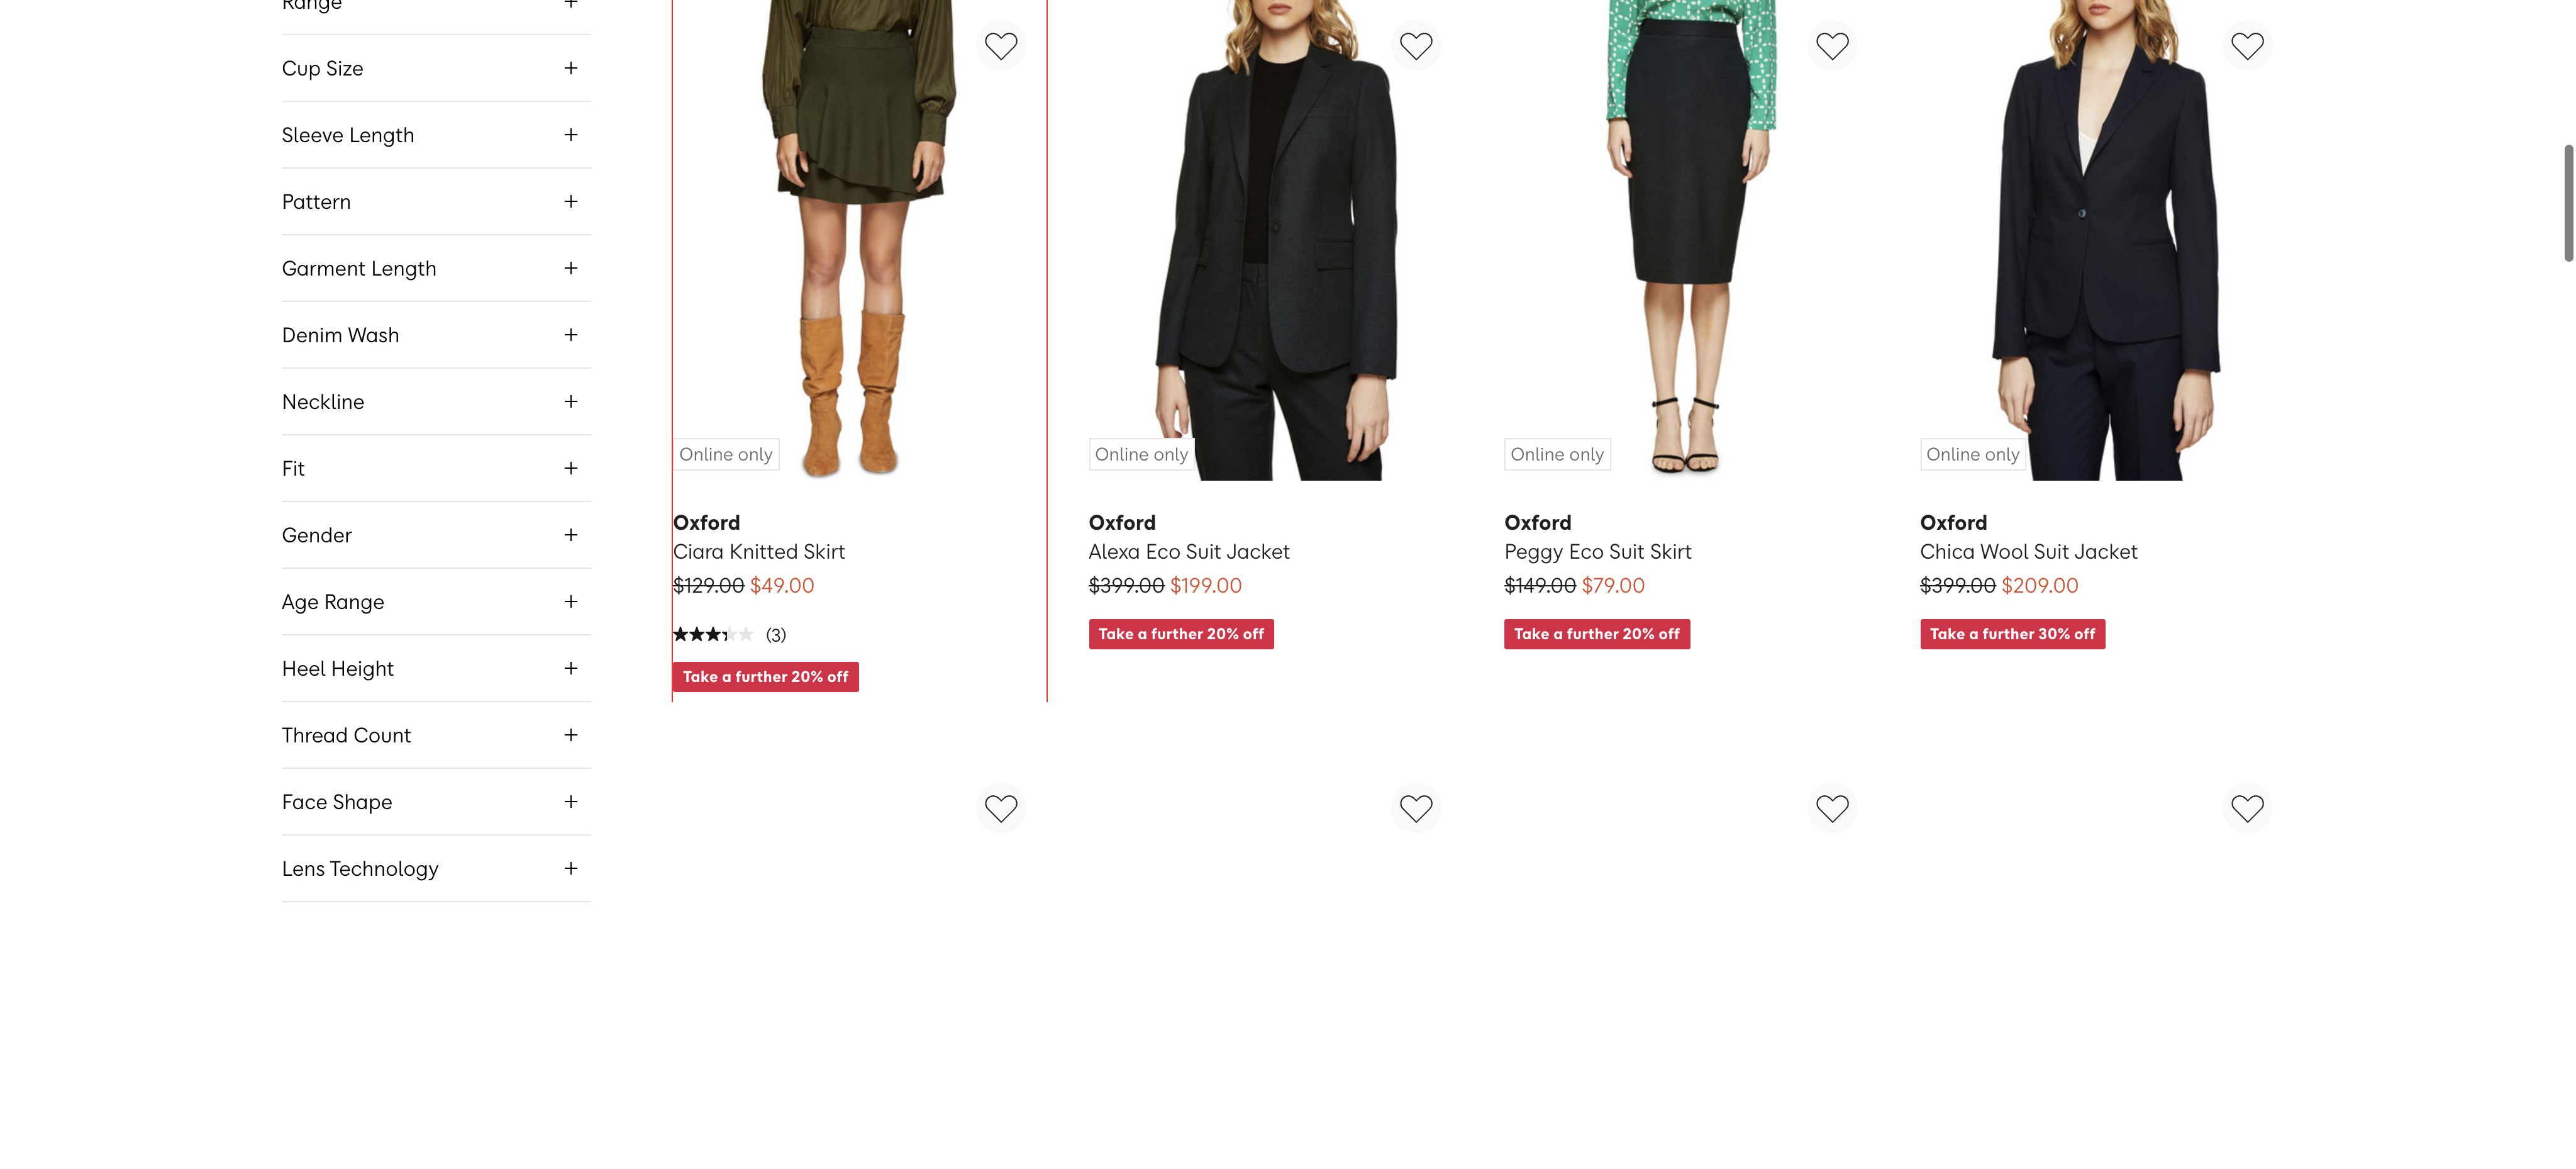 Range
Cup Size
Sleeve Length
Pattern
Garment Length
Denim Wash
Neckline
Fit
Gender
Age Range
Heel Height
Thread Count
Face Shape
Lens Technology
Online only
Oxford
Ciara Knitted Skirt
$129.00 $49.00
(3)
Take a further 20% off
Online only
Oxford
Alexa Eco Suit Jacket
$399.00 $199.00
Take a further 20% off
Online only
Oxford
Peggy Eco Suit Skirt
$149.00 $79.00
Take a further 20% off
Online only
Oxford
Chica Wool Suit Jacket
$399.00 $209.00
Take a further 30% off